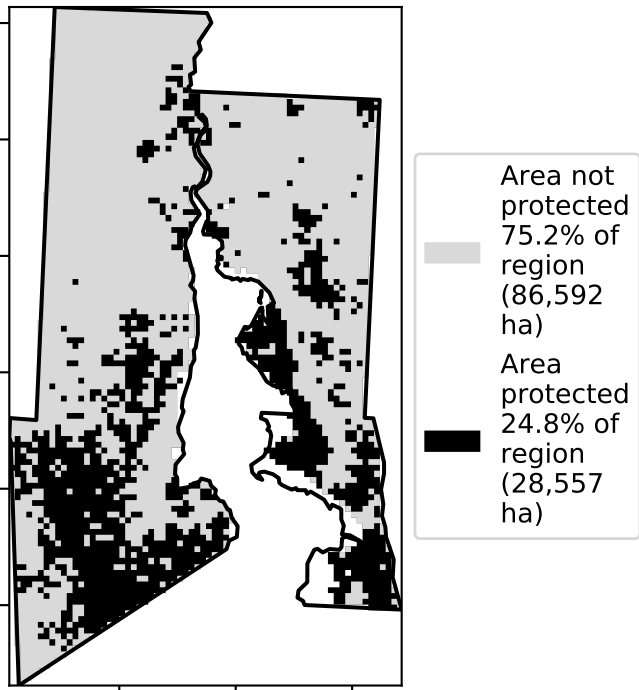 Area not
protected
75.2% of
region
(86,592
ha)
Area
protected
24.8% of
region
(28,557
ha)